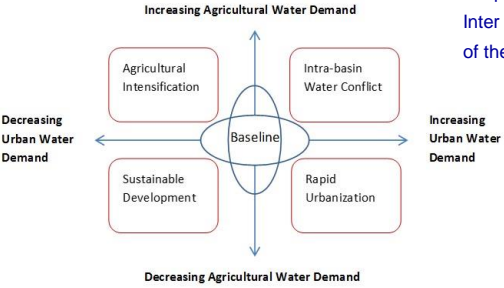 Increasing Agricultural Water Demand
Inter
of the
Agricultural
Intensification
Intra-basin
Water Conflict
Decreasing
Urban Water
Demand
Baseline
Increasing
Urban Water
Demand
Sustainable
Development
Rapid
Urbanization
Decreasing Agricultural Water Demand